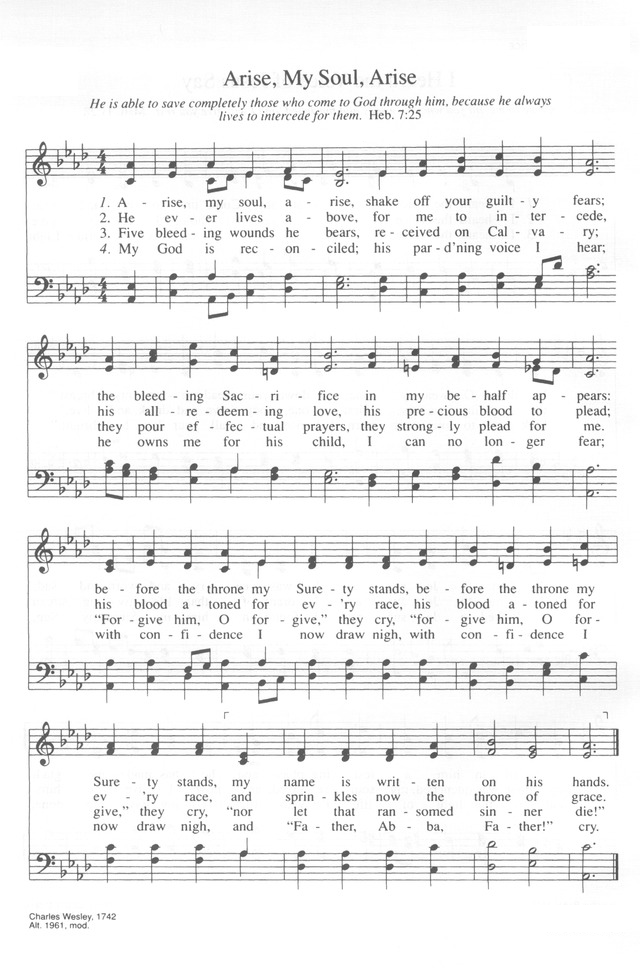 Arise, My Soul, Arise
He is able to save completely those who come to God through him, because he always
lives to intercede for them. Heb. 7:25
1. A - rise, my soul, a - rise, shake off your guilt - y fears;
2. He ev - er lives a - bove, for me to in - ter - cede,
3. Five bleed - ing wounds he bears, re - ceived on Cal - va - ry;
4. My God is rec - on - ciled; his par - d'ning voice I hear;
the bleed - ing Sac - ri - fice in my be - half ap - pears:
his all - re - deem - ing love, his pre - cious blood to plead;
they pour ef - fec - tual prayers, they strong - ly plead for me.
he owns me for his child, I can no lon - ger fear;
be - fore the throne my Sure - ty stands, be - fore the throne my
his blood a - toned for ev - 'ry race, his blood a - toned for
“For - give him, O for - give,” they cry, “for - give him, O for -
with con - fi - dence I now draw nigh, with con - fi - dence I
Sure - ty stands, my name is writ - ten on his hands.
ev - 'ry race, and sprin - kles now the throne of grace.
give,” they cry, “nor let that ran - somed sin - ner die!”
now draw nigh, and “Fa - ther, Ab - ba, Fa - ther!” cry.
Charles Wesley, 1742
Alt. 1961, mod.